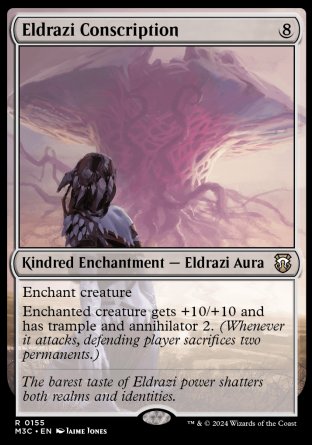 Eldrazi Conscription 8
Kindred Enchantment — Eldrazi Aura
Enchant creature
Enchanted creature gets +10/+10 and
has trample and annihilator 2. (Whenever
it attacks, defending player sacrifices two
permanents.)
The barest taste of Eldrazi power shatters
both realms and identities.
R 0155
M3C • EN Jaime Jones
™ & © 2024 Wizards of the Coast